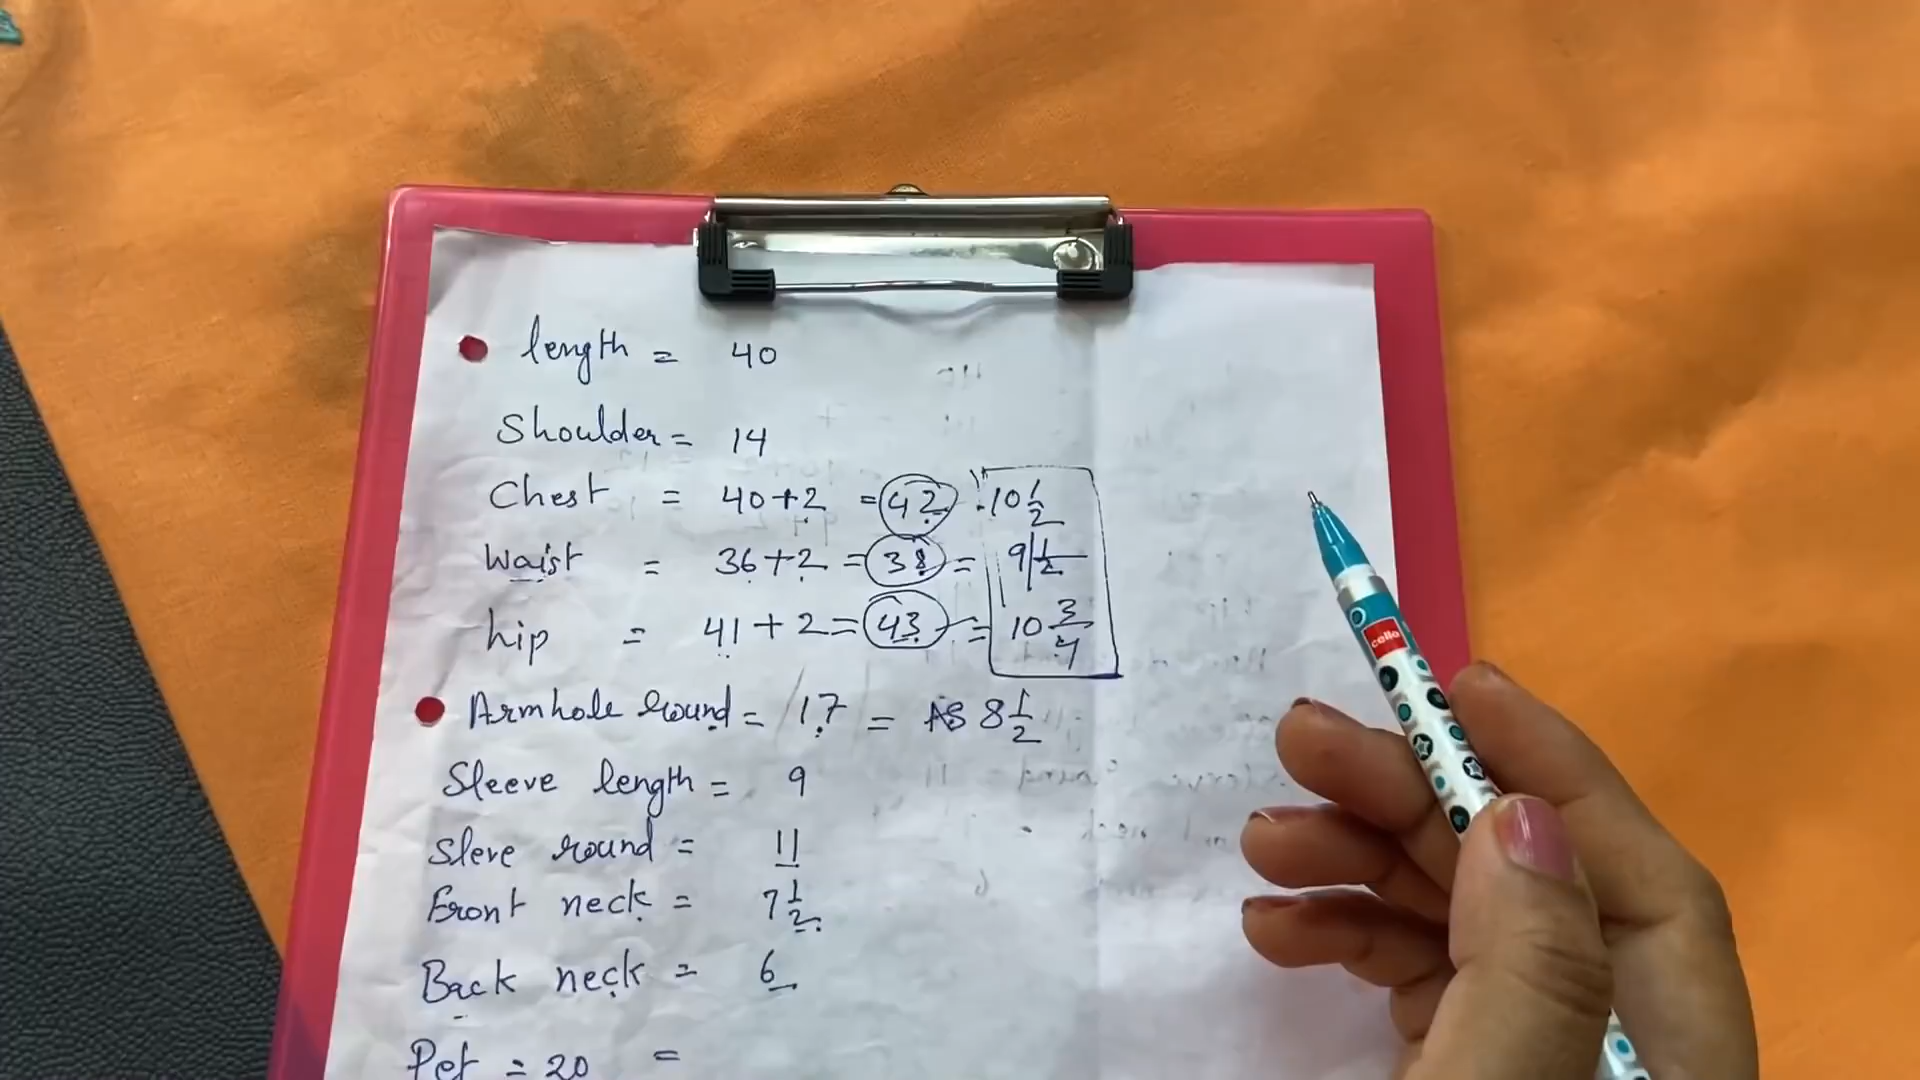 length = 40
Shoulder = 14
Chest = 40+2 = 42 10 1/2
Waist = 36+2 = 38 = 9 1/2
hip = 41 + 2 = 43 = 10 3/4
Armhole round = 17 = 8 1/2
Sleeve length = 9
Sleve round = 11
Front neck = 7 1/2
Back neck = 6
Pet = 20 =
cello